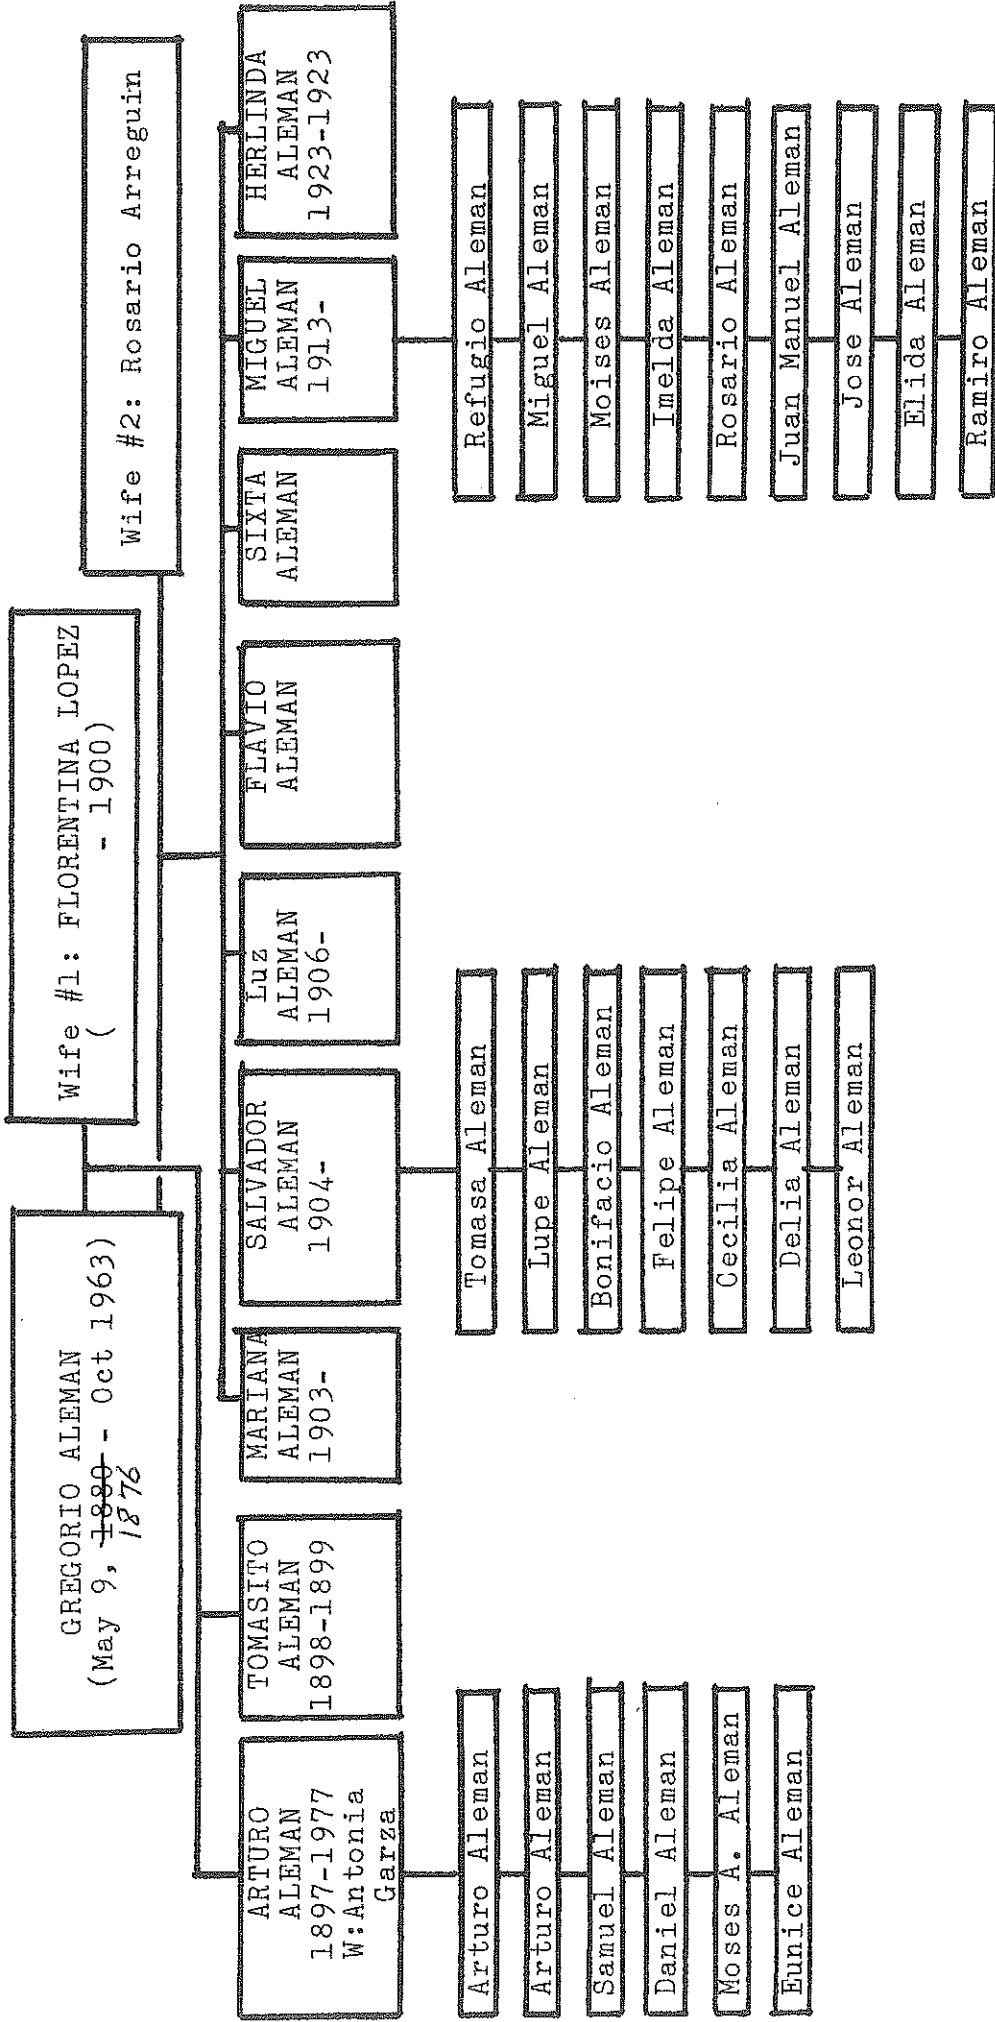 GREGORIO ALEMAN
(May 9, 1880 - Oct 1963)
1876
Wife #1: FLORENTINA LOPEZ
( - 1900)
Wife #2: Rosario Arreguin
ARTURO
ALEMAN
1897-1977
W:Antonia
Garza
TOMASITO
ALEMAN
1898-1899
MARIANA
ALEMAN
1903-
SALVADOR
ALEMAN
1904-
Luz
ALEMAN
1906-
FLAVIO
ALEMAN
SIXTA
ALEMAN
MIGUEL
ALEMAN
1913-
HERLINDA
ALEMAN
1923-1923
Arturo Aleman
Arturo Aleman
Samuel Aleman
Daniel Aleman
Moses A. Aleman
Eunice Aleman
Tomasa Aleman
Lupe Aleman
Bonifacio Aleman
Felipe Aleman
Cecilia Aleman
Delia Aleman
Leonor Aleman
Refugio Aleman
Miguel Aleman
Moises Aleman
Imelda Aleman
Rosario Aleman
Juan Manuel Aleman
Jose Aleman
Elida Aleman
Ramiro Aleman